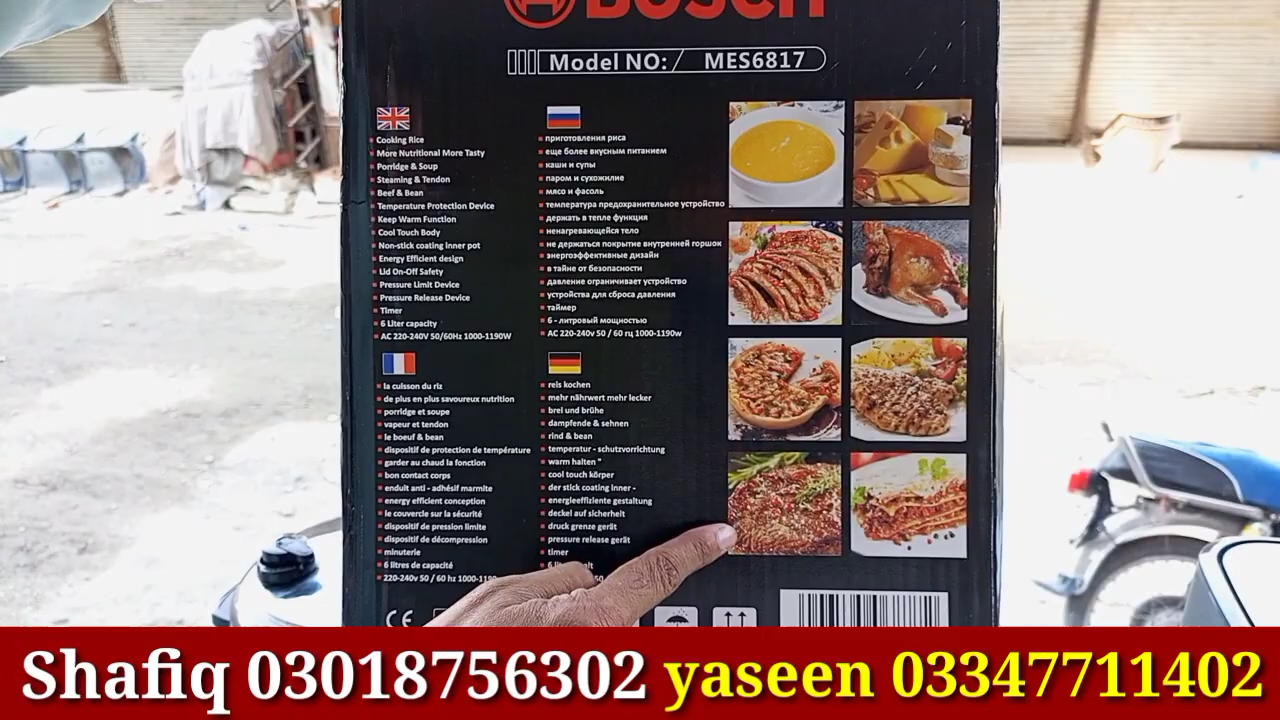 BOSCH
Model NO: / MES6817
Cooking Rice
More Nutritional More Tasty
Porridge & Soup
Steaming & Tendon
Beef & Bean
Temperature Protection Device
Keep Warm Function
Cool Touch Body
Non-stick coating inner pot
Energy Efficient design
Lid On-Off Safety
Pressure Limit Device
Pressure Release Device
Timer
6 Liter capacity
AC 220-240V 50/60Hz 1000-1190W
приготовления риса
еще более вкусным питанием
каши и супы
паром и сухожилие
мясо и фасоль
температура предохранительное устройство
держать в тепле функция
ненагревающейся тело
не держаться покрытие внутренней горшок
энергоэффективные дизайн
в тайне от безопасности
давление ограничивает устройство
устройства для сброса давления
таймер
6 - литровый мощностью
AC 220-240v 50 / 60 гц 1000-1190w
la cuisson du riz
de plus en plus savoureux nutrition
porridge et soupe
vapeur et tendon
le boeuf & bean
dispositif de protection de température
garder au chaud la fonction
bon contact corps
enduit anti - adhésif marmite
energy efficient conception
le couvercle sur la sécurité
dispositif de pression limite
dispositif de décompression
minuterie
6 litres de capacité
220-240v 50 / 60 hz 1000-1190
reis kochen
mehr nährwert mehr lecker
brei und brühe
dampfende & sehnen
rind & bean
temperatur - schutzvorrichtung
warm halten "
cool touch körper
der stick coating inner -
energieeffiziente gestaltung
deckel auf sicherheit
druck grenze gerät
pressure release gerät
timer
CE
Shafiq 03018756302 yaseen 03347711402